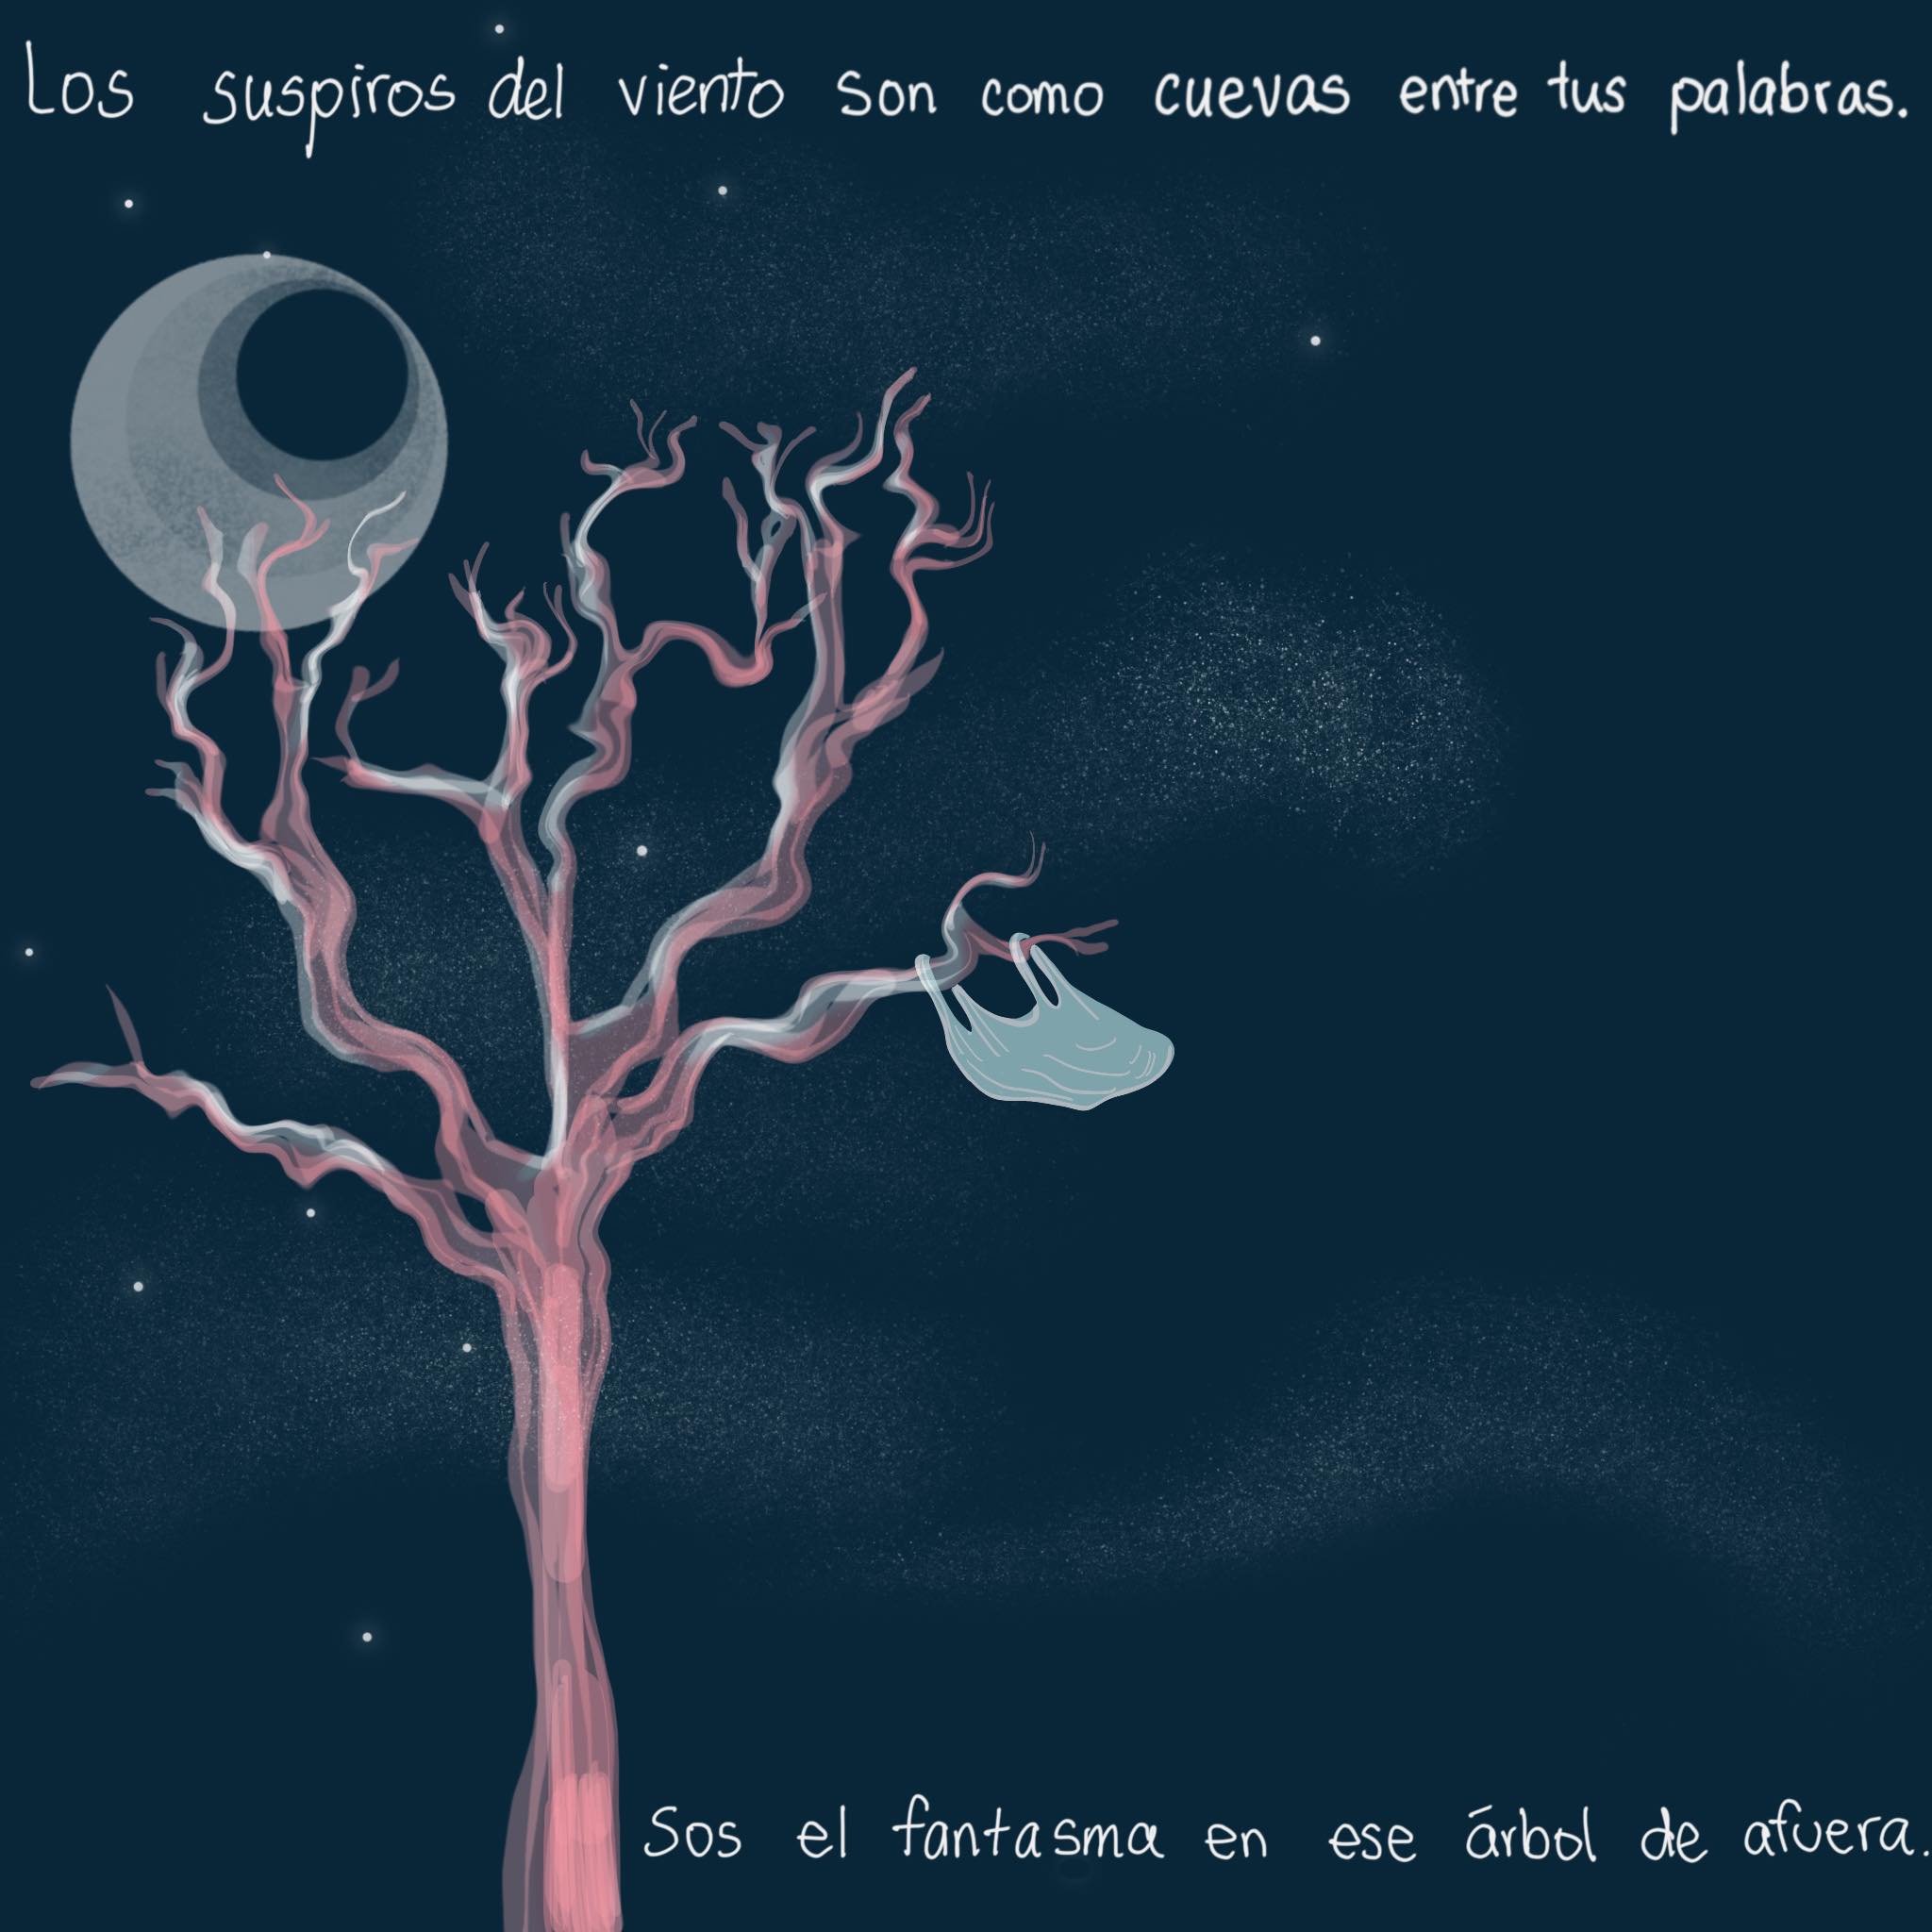 Los suspiros del viento son como cuevas entre tus palabras.
Sos el fantasma en ese árbol de afuera.